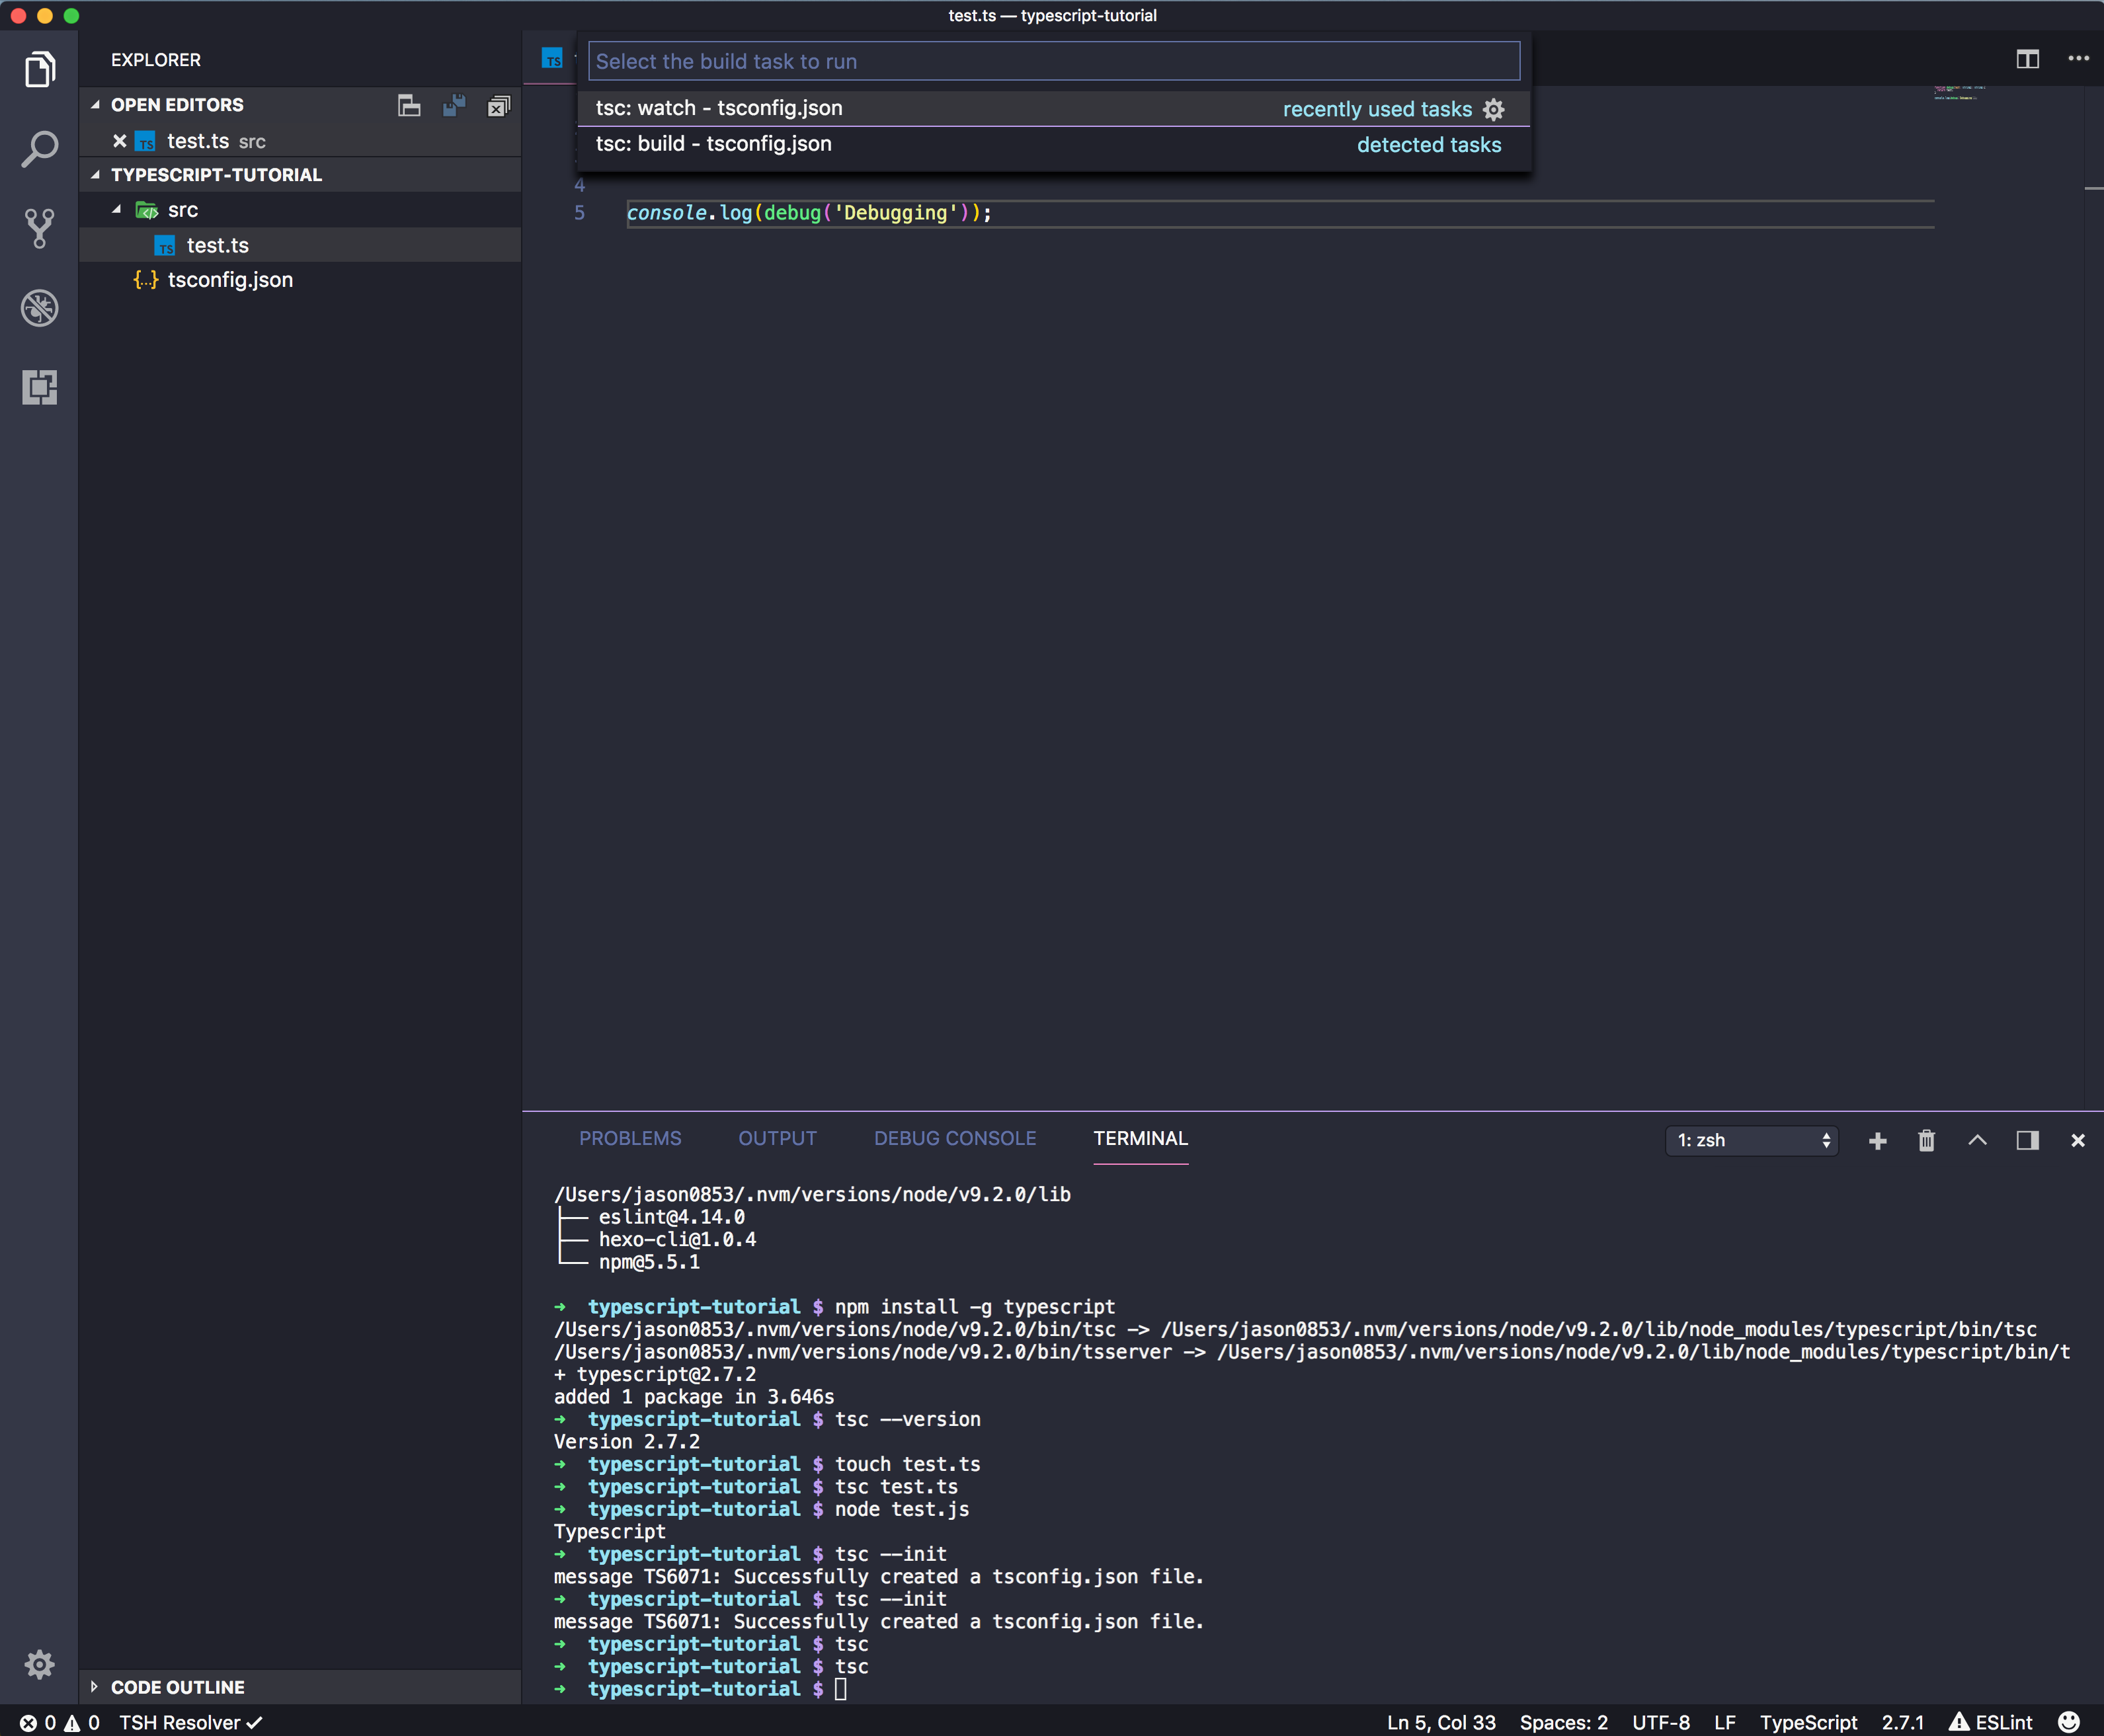 test.ts — typescript-tutorial
EXPLORER
OPEN EDITORS
test.ts src
TYPESCRIPT-TUTORIAL
src
test.ts
tsconfig.json
CODE OUTLINE
Select the build task to run
tsc: watch - tsconfig.json recently used tasks
tsc: build - tsconfig.json detected tasks
4
5 console.log(debug('Debugging'));
PROBLEMS OUTPUT DEBUG CONSOLE TERMINAL 1: zsh
/Users/jason0853/.nvm/versions/node/v9.2.0/lib
├── eslint@4.14.0
├── hexo-cli@1.0.4
└── npm@5.5.1
➜ typescript-tutorial $ npm install -g typescript
/Users/jason0853/.nvm/versions/node/v9.2.0/bin/tsc -> /Users/jason0853/.nvm/versions/node/v9.2.0/lib/node_modules/typescript/bin/tsc
/Users/jason0853/.nvm/versions/node/v9.2.0/bin/tsserver -> /Users/jason0853/.nvm/versions/node/v9.2.0/lib/node_modules/typescript/bin/t
+ typescript@2.7.2
added 1 package in 3.646s
➜ typescript-tutorial $ tsc --version
Version 2.7.2
➜ typescript-tutorial $ touch test.ts
➜ typescript-tutorial $ tsc test.ts
➜ typescript-tutorial $ node test.js
Typescript
➜ typescript-tutorial $ tsc --init
message TS6071: Successfully created a tsconfig.json file.
➜ typescript-tutorial $ tsc --init
message TS6071: Successfully created a tsconfig.json file.
➜ typescript-tutorial $ tsc
➜ typescript-tutorial $ tsc
➜ typescript-tutorial $
0 0 TSH Resolver ✓ Ln 5, Col 33 Spaces: 2 UTF-8 LF TypeScript 2.7.1 ESLint